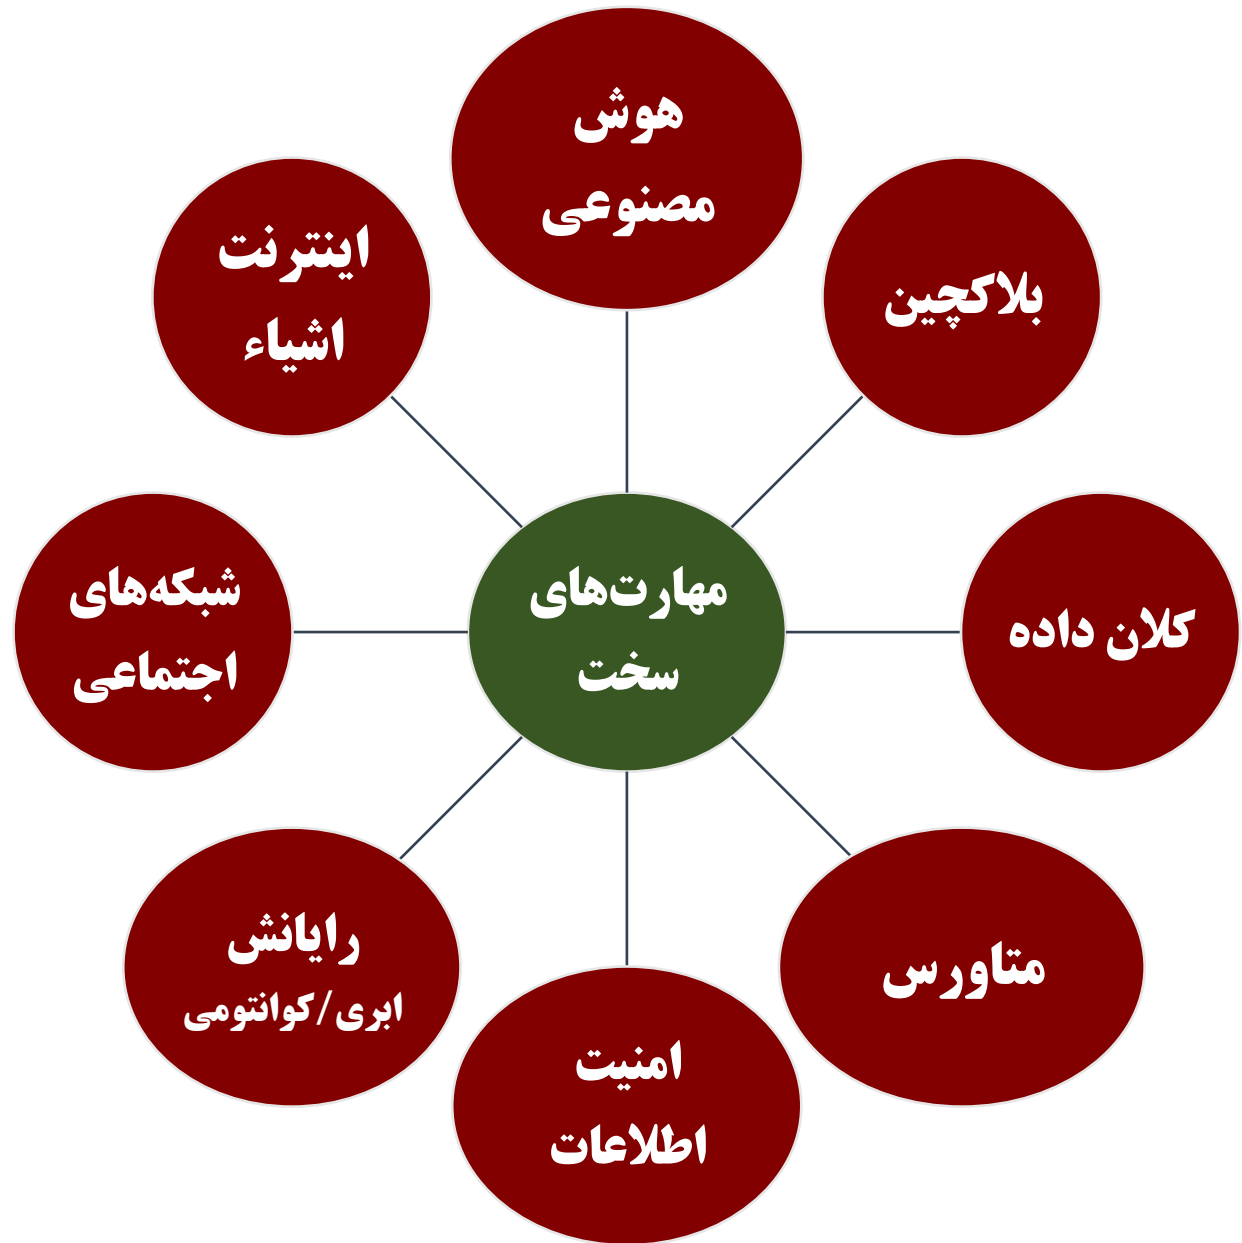 هوش
مصنوعی
بلاکچین
کلان داده
متاورس
امنیت
اطلاعات
رایانش
ابری/کوانتومی
شبکه‌های
اجتماعی
اینترنت
اشیاء
مهارت‌های
سخت